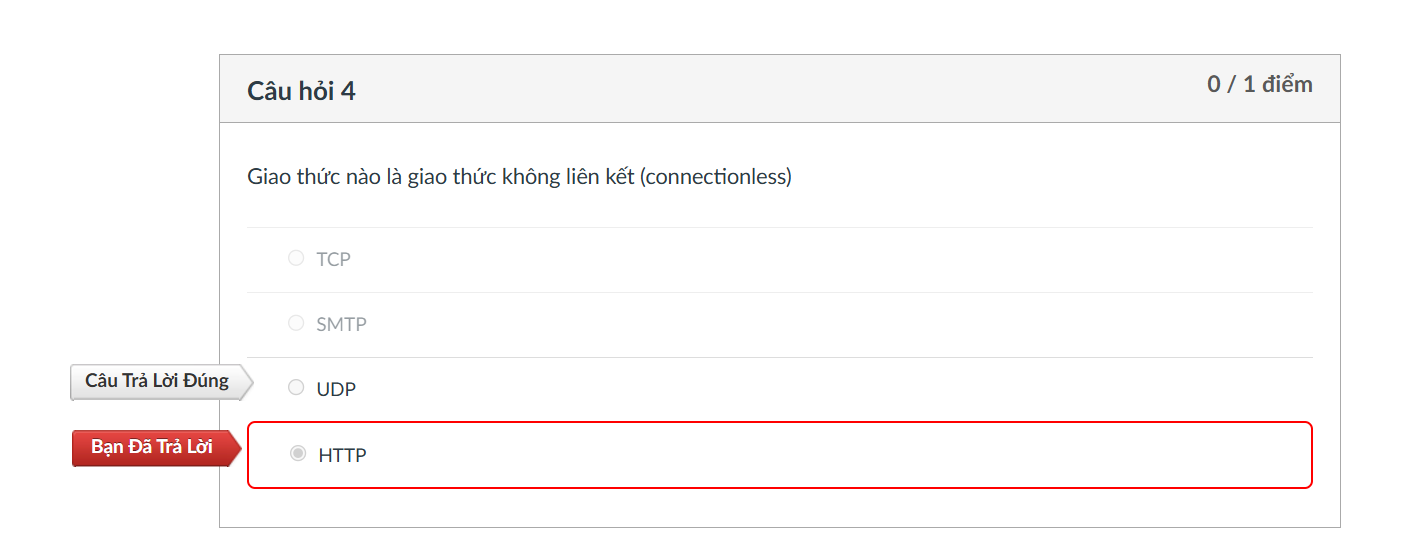 Câu hỏi 4
0 / 1 điểm
Giao thức nào là giao thức không liên kết (connectionless)
TCP
SMTP
Câu Trả Lời Đúng
UDP
Bạn Đã Trả Lời
HTTP